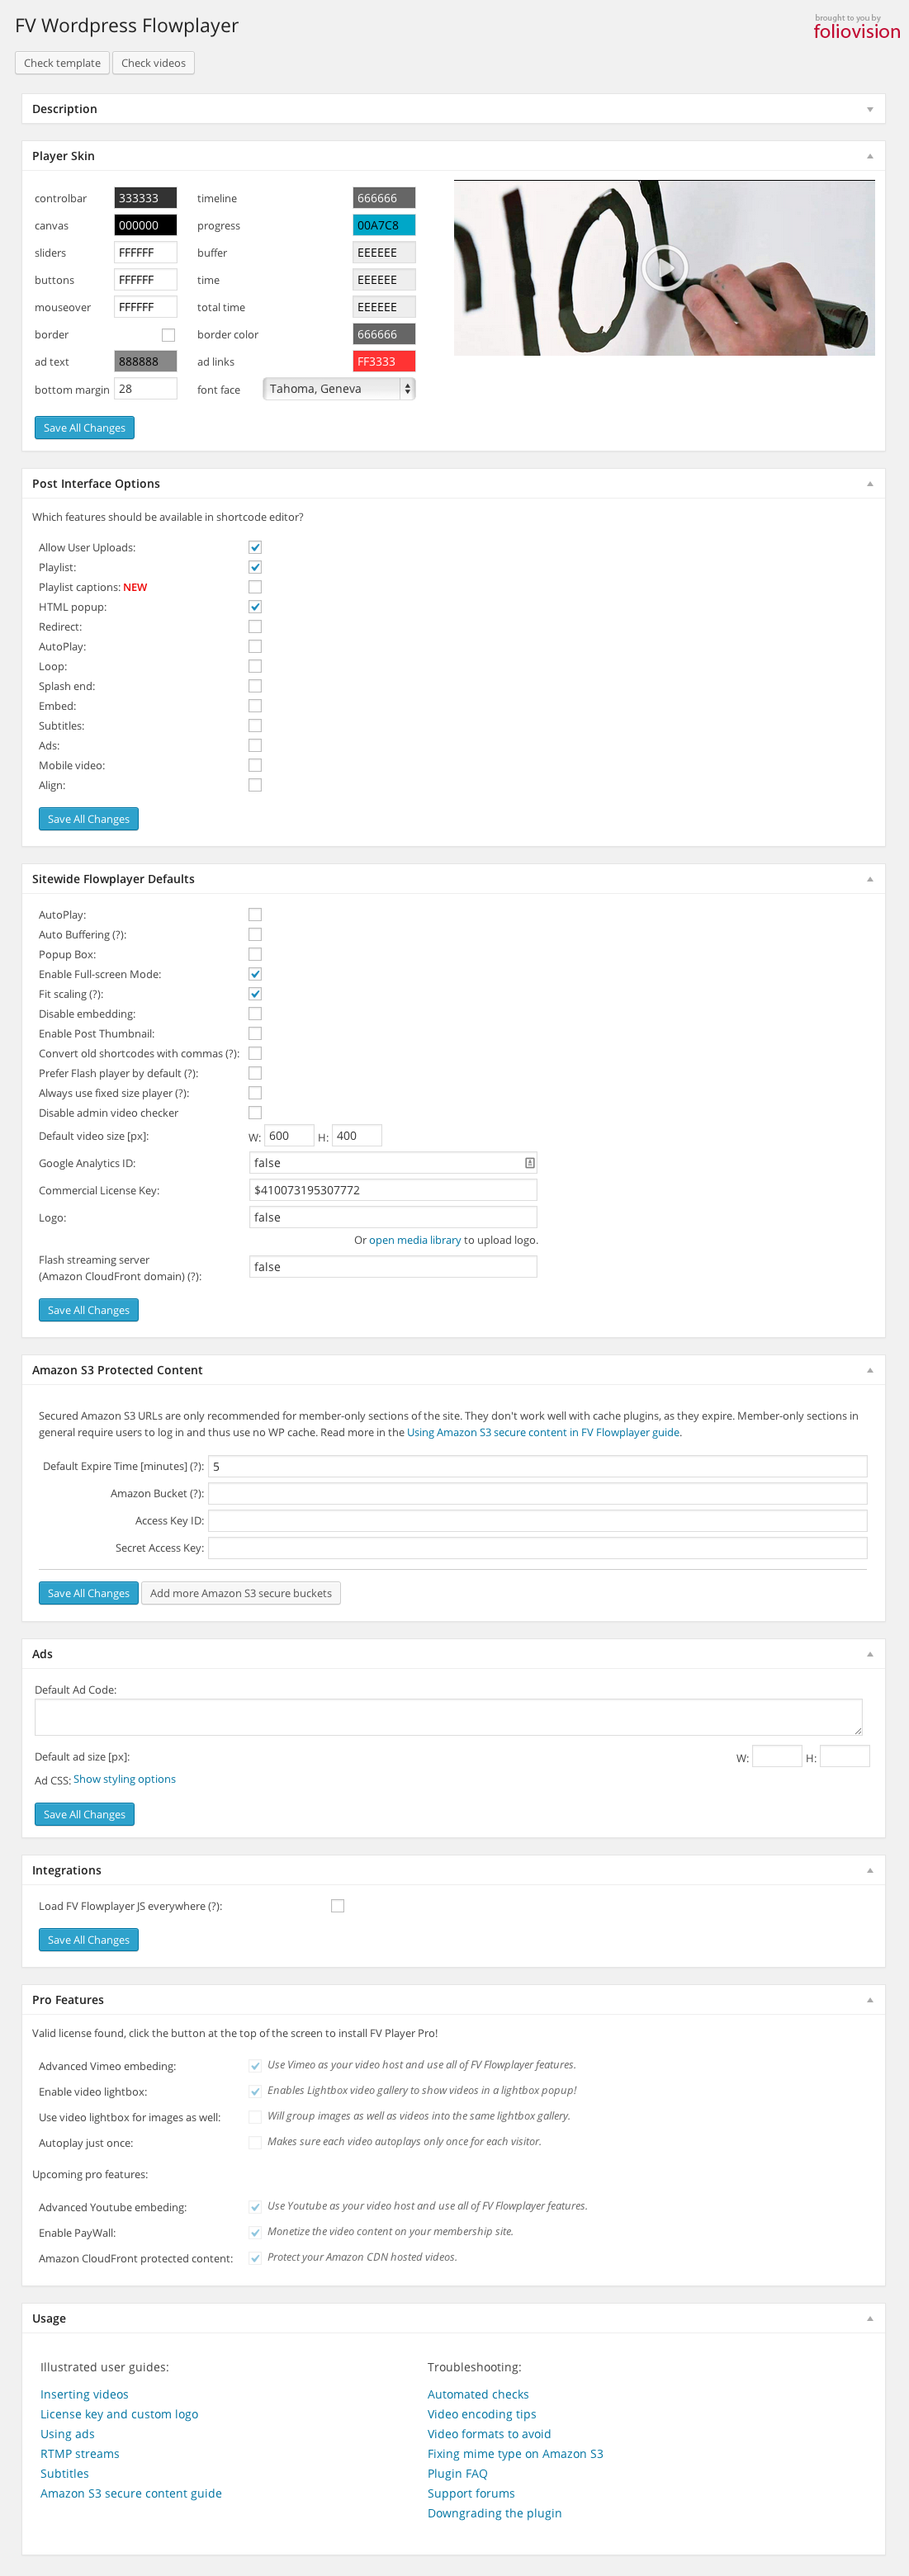 FV Wordpress Flowplayer
brought to you by
foliovision
Check template Check videos
Description
Player Skin
controlbar 333333 timeline 666666
canvas 000000 progress 00A7C8
sliders FFFFFF buffer EEEEEE
buttons FFFFFF time EEEEEE
mouseover FFFFFF total time EEEEEE
border border color 666666
ad text 888888 ad links FF3333
bottom margin 28 font face Tahoma, Geneva
Save All Changes
Post Interface Options
Which features should be available in shortcode editor?
Allow User Uploads:
Playlist:
Playlist captions: NEW
HTML popup:
Redirect:
AutoPlay:
Loop:
Splash end:
Embed:
Subtitles:
Ads:
Mobile video:
Align:
Save All Changes
Sitewide Flowplayer Defaults
AutoPlay:
Auto Buffering (?):
Popup Box:
Enable Full-screen Mode:
Fit scaling (?):
Disable embedding:
Enable Post Thumbnail:
Convert old shortcodes with commas (?):
Prefer Flash player by default (?):
Always use fixed size player (?):
Disable admin video checker
Default video size [px]: W: 600 H: 400
Google Analytics ID: false
Commercial License Key: $410073195307772
Logo: false
Or open media library to upload logo.
Flash streaming server
(Amazon CloudFront domain) (?): false
Save All Changes
Amazon S3 Protected Content
Secured Amazon S3 URLs are only recommended for member-only sections of the site. They don't work well with cache plugins, as they expire. Member-only sections in
general require users to log in and thus use no WP cache. Read more in the Using Amazon S3 secure content in FV Flowplayer guide.
Default Expire Time [minutes] (?): 5
Amazon Bucket (?):
Access Key ID:
Secret Access Key:
Save All Changes Add more Amazon S3 secure buckets
Ads
Default Ad Code:
Default ad size [px]: W: H:
Ad CSS: Show styling options
Save All Changes
Integrations
Load FV Flowplayer JS everywhere (?):
Save All Changes
Pro Features
Valid license found, click the button at the top of the screen to install FV Player Pro!
Advanced Vimeo embeding: Use Vimeo as your video host and use all of FV Flowplayer features.
Enable video lightbox: Enables Lightbox video gallery to show videos in a lightbox popup!
Use video lightbox for images as well: Will group images as well as videos into the same lightbox gallery.
Autoplay just once: Makes sure each video autoplays only once for each visitor.
Upcoming pro features:
Advanced Youtube embeding: Use Youtube as your video host and use all of FV Flowplayer features.
Enable PayWall: Monetize the video content on your membership site.
Amazon CloudFront protected content: Protect your Amazon CDN hosted videos.
Usage
Illustrated user guides:
Inserting videos
License key and custom logo
Using ads
RTMP streams
Subtitles
Amazon S3 secure content guide
Troubleshooting:
Automated checks
Video encoding tips
Video formats to avoid
Fixing mime type on Amazon S3
Plugin FAQ
Support forums
Downgrading the plugin